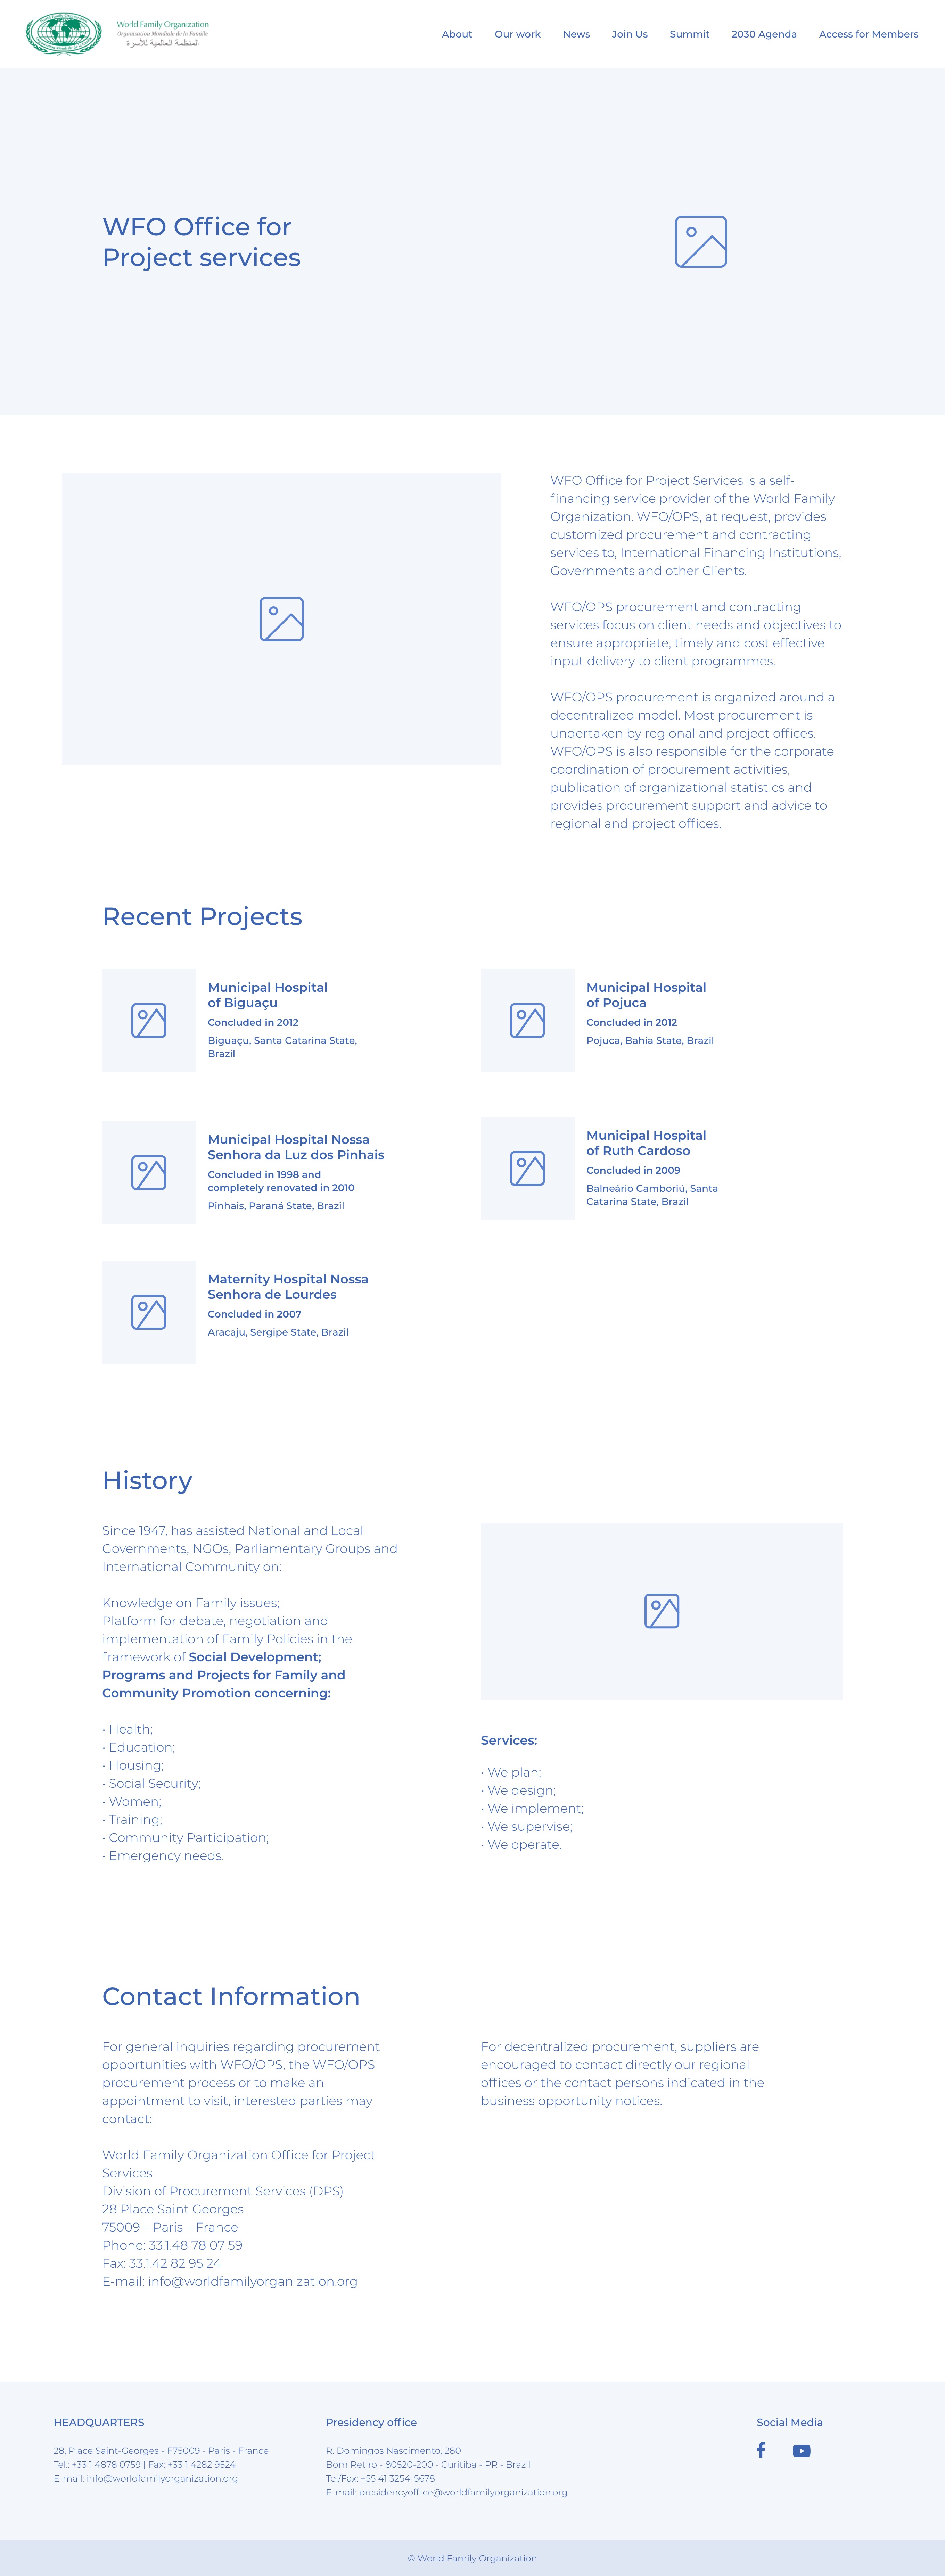 World Family Organization
Organisation Mondiale de la Famille
المنظمة العالمية للأسرة
About
Our work
News
Join Us
Summit
2030 Agenda
Access for Members
WFO Office for
Project services
WFO Office for Project Services is a self-
financing service provider of the World Family
Organization. WFO/OPS, at request, provides
customized procurement and contracting
services to, International Financing Institutions,
Governments and other Clients.
WFO/OPS procurement and contracting
services focus on client needs and objectives to
ensure appropriate, timely and cost effective
input delivery to client programmes.
WFO/OPS procurement is organized around a
decentralized model. Most procurement is
undertaken by regional and project offices.
WFO/OPS is also responsible for the corporate
coordination of procurement activities,
publication of organizational statistics and
provides procurement support and advice to
regional and project offices.
Recent Projects
Municipal Hospital
of Biguaçu
Concluded in 2012
Biguaçu, Santa Catarina State,
Brazil
Municipal Hospital
of Pojuca
Concluded in 2012
Pojuca, Bahia State, Brazil
Municipal Hospital Nossa
Senhora da Luz dos Pinhais
Concluded in 1998 and
completely renovated in 2010
Pinhais, Paraná State, Brazil
Municipal Hospital
of Ruth Cardoso
Concluded in 2009
Balneário Camboriú, Santa
Catarina State, Brazil
Maternity Hospital Nossa
Senhora de Lourdes
Concluded in 2007
Aracaju, Sergipe State, Brazil
History
Since 1947, has assisted National and Local
Governments, NGOs, Parliamentary Groups and
International Community on:
Knowledge on Family issues;
Platform for debate, negotiation and
implementation of Family Policies in the
framework of Social Development;
Programs and Projects for Family and
Community Promotion concerning:
• Health;
• Education;
• Housing;
• Social Security;
• Women;
• Training;
• Community Participation;
• Emergency needs.
Services:
• We plan;
• We design;
• We implement;
• We supervise;
• We operate.
Contact Information
For general inquiries regarding procurement
opportunities with WFO/OPS, the WFO/OPS
procurement process or to make an
appointment to visit, interested parties may
contact:
World Family Organization Office for Project
Services
Division of Procurement Services (DPS)
28 Place Saint Georges
75009 – Paris – France
Phone: 33.1.48 78 07 59
Fax: 33.1.42 82 95 24
E-mail: info@worldfamilyorganization.org
For decentralized procurement, suppliers are
encouraged to contact directly our regional
offices or the contact persons indicated in the
business opportunity notices.
HEADQUARTERS
28, Place Saint-Georges - F75009 - Paris - France
Tel.: +33 1 4878 0759 | Fax: +33 1 4282 9524
E-mail: info@worldfamilyorganization.org
Presidency office
R. Domingos Nascimento, 280
Bom Retiro - 80520-200 - Curitiba - PR - Brazil
Tel/Fax: +55 41 3254-5678
E-mail: presidencyoffice@worldfamilyorganization.org
Social Media
© World Family Organization